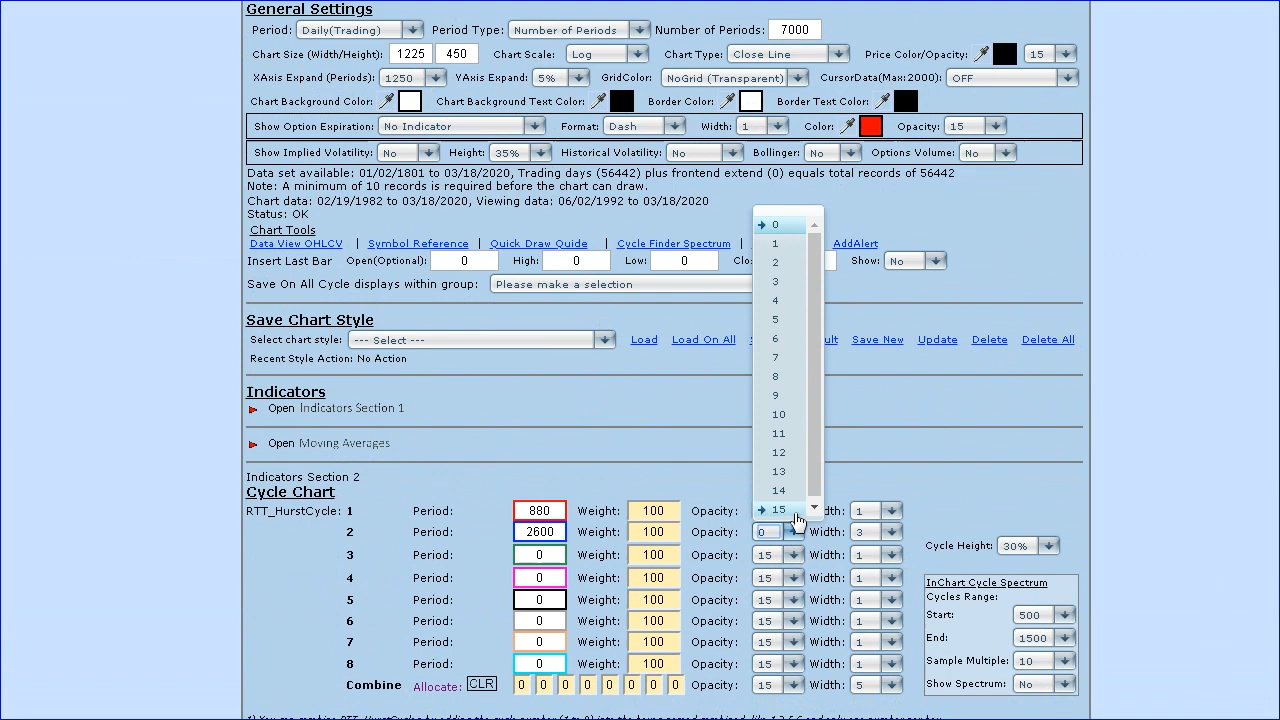 General Settings
Period: Daily(Trading) Period Type: Number of Periods Number of Periods: 7000
Chart Size (Width/Height): 1225 450 Chart Scale: Log Chart Type: Close Line Price Color/Opacity: 15
XAxis Expand (Periods): 1250 YAxis Expand: 5% GridColor: NoGrid (Transparent) CursorData(Max:2000): OFF
Chart Background Color: Chart Background Text Color: Border Color: Border Text Color:
Show Option Expiration: No Indicator Format: Dash Width: 1 Color: Opacity: 15
Show Implied Volatility: No Height: 35% Historical Volatility: No Bollinger: No Options Volume: No
Data set available: 01/02/1801 to 03/18/2020, Trading days (56442) plus frontend extend (0) equals total records of 56442
Note: A minimum of 10 records is required before the chart can draw.
Chart data: 02/19/1982 to 03/18/2020, Viewing data: 06/02/1992 to 03/18/2020
Status: OK
Chart Tools
Data View OHLCV | Symbol Reference | Quick Draw Quide | Cycle Finder Spectrum | AddAlert
Insert Last Bar Open(Optional): 0 High: 0 Low: 0 Clo Show: No
Save On All Cycle displays within group: Please make a selection
0
1
2
3
4
5
6
7
8
9
10
11
12
13
14
15
Save Chart Style
Select chart style: --- Select --- Load Load On All ult Save New Update Delete Delete All
Recent Style Action: No Action
Indicators
Open Indicators Section 1
Open Moving Averages
Indicators Section 2
Cycle Chart
RTT_HurstCycle: 1 Period: 880 Weight: 100 Opacity: dth: 1
2 Period: 2600 Weight: 100 Opacity: 0 Width: 3
3 Period: 0 Weight: 100 Opacity: 15 Width: 1
4 Period: 0 Weight: 100 Opacity: 15 Width: 1
5 Period: 0 Weight: 100 Opacity: 15 Width: 1
6 Period: 0 Weight: 100 Opacity: 15 Width: 1
7 Period: 0 Weight: 100 Opacity: 15 Width: 1
8 Period: 0 Weight: 100 Opacity: 15 Width: 1
Combine Allocate: CLR 0 0 0 0 0 0 0 0 Opacity: 15 Width: 5
Cycle Height: 30%
InChart Cycle Spectrum
Cycles Range:
Start: 500
End: 1500
Sample Multiple: 10
Show Spectrum: No